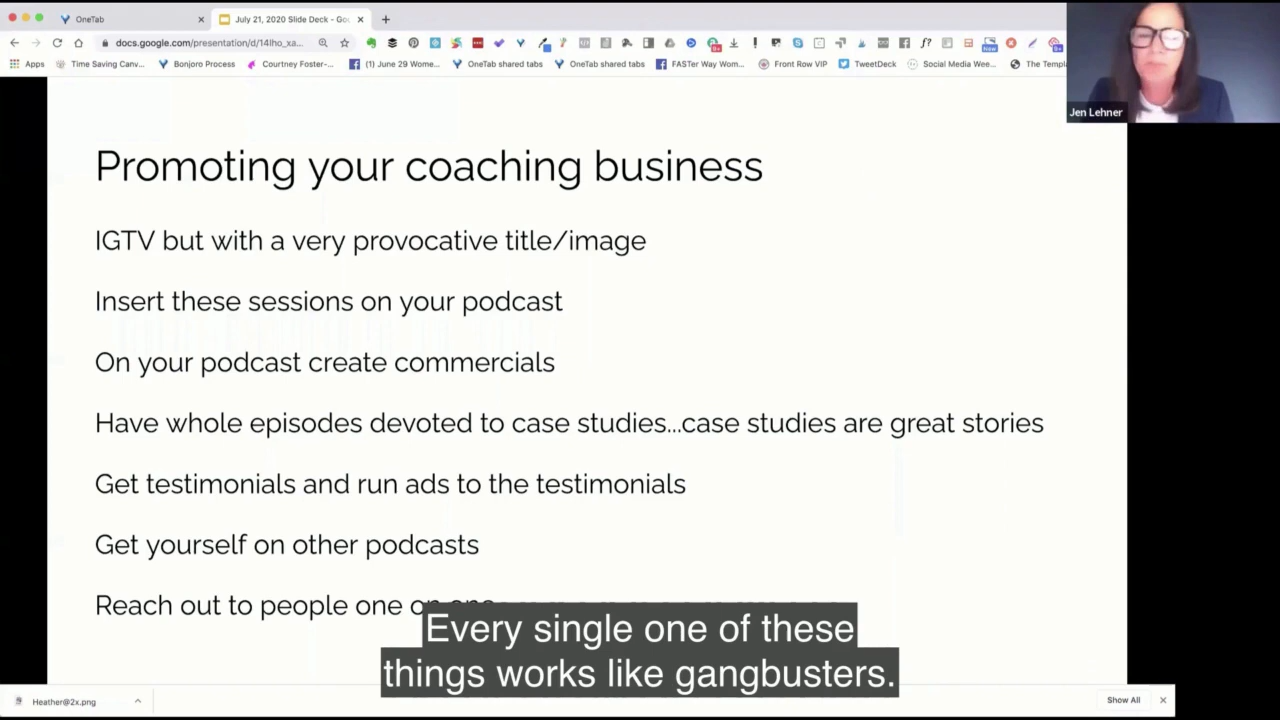 OneTab
July 21, 2020 Slide Deck - Goo
docs.google.com/presentation/d/14lho_xa...
Apps
Time Saving Canv...
Bonjoro Process
Courtney Foster-...
(1) June 29 Wome...
OneTab shared tabs
OneTab shared tabs
FASTer Way Wom...
Front Row VIP
TweetDeck
Social Media Wee...
The Templ
Jen Lehner
Promoting your coaching business
IGTV but with a very provocative title/image
Insert these sessions on your podcast
On your podcast create commercials
Have whole episodes devoted to case studies...case studies are great stories
Get testimonials and run ads to the testimonials
Get yourself on other podcasts
Reach out to people one on one
Every single one of these
things works like gangbusters.
Heather@2x.png
Show All